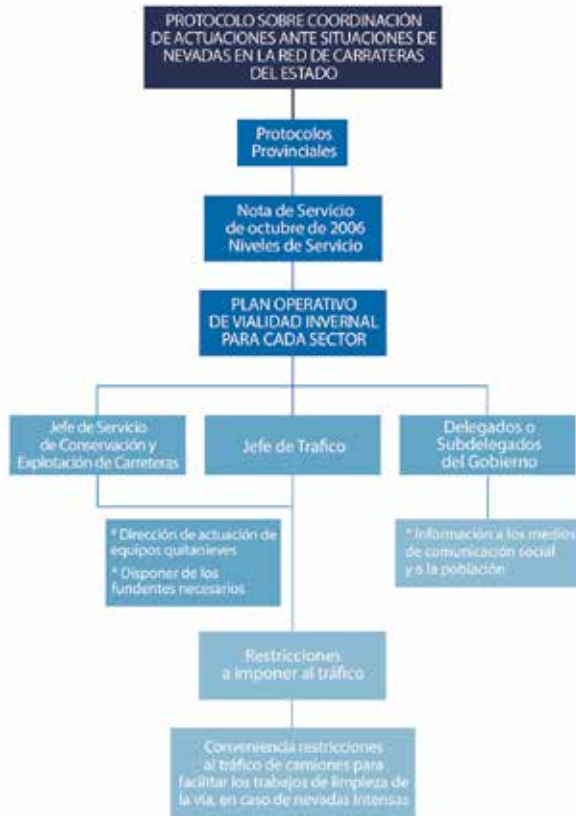 PROTOCOLO SOBRE COORDINACIÓN
DE ACTUACIONES ANTE SITUACIONES DE
NEVADAS EN LA RED DE CARRATERAS
DEL ESTADO
Protocolos
Provinciales
Nota de Servicio
de octubre de 2006
Niveles de Servicio
PLAN OPERATIVO
DE VIALIDAD INVERNAL
PARA CADA SECTOR
Jefe de Servicio
de Conservación y
Explotación de Carreteras
Jefe de Trafico
Delegados o
Subdelegados
del Gobierno
* Dirección de actuación de
equipos quitanieves
* Disponer de los
fundentes necesarios
* Información a los medios
de comunicación social
y a la población
Restricciones
a imponer al tráfico
Conveniencia restricciones
al tráfico de camiones para
facilitar los trabajos de limpieza de
la vía, en caso de nevadas intensas